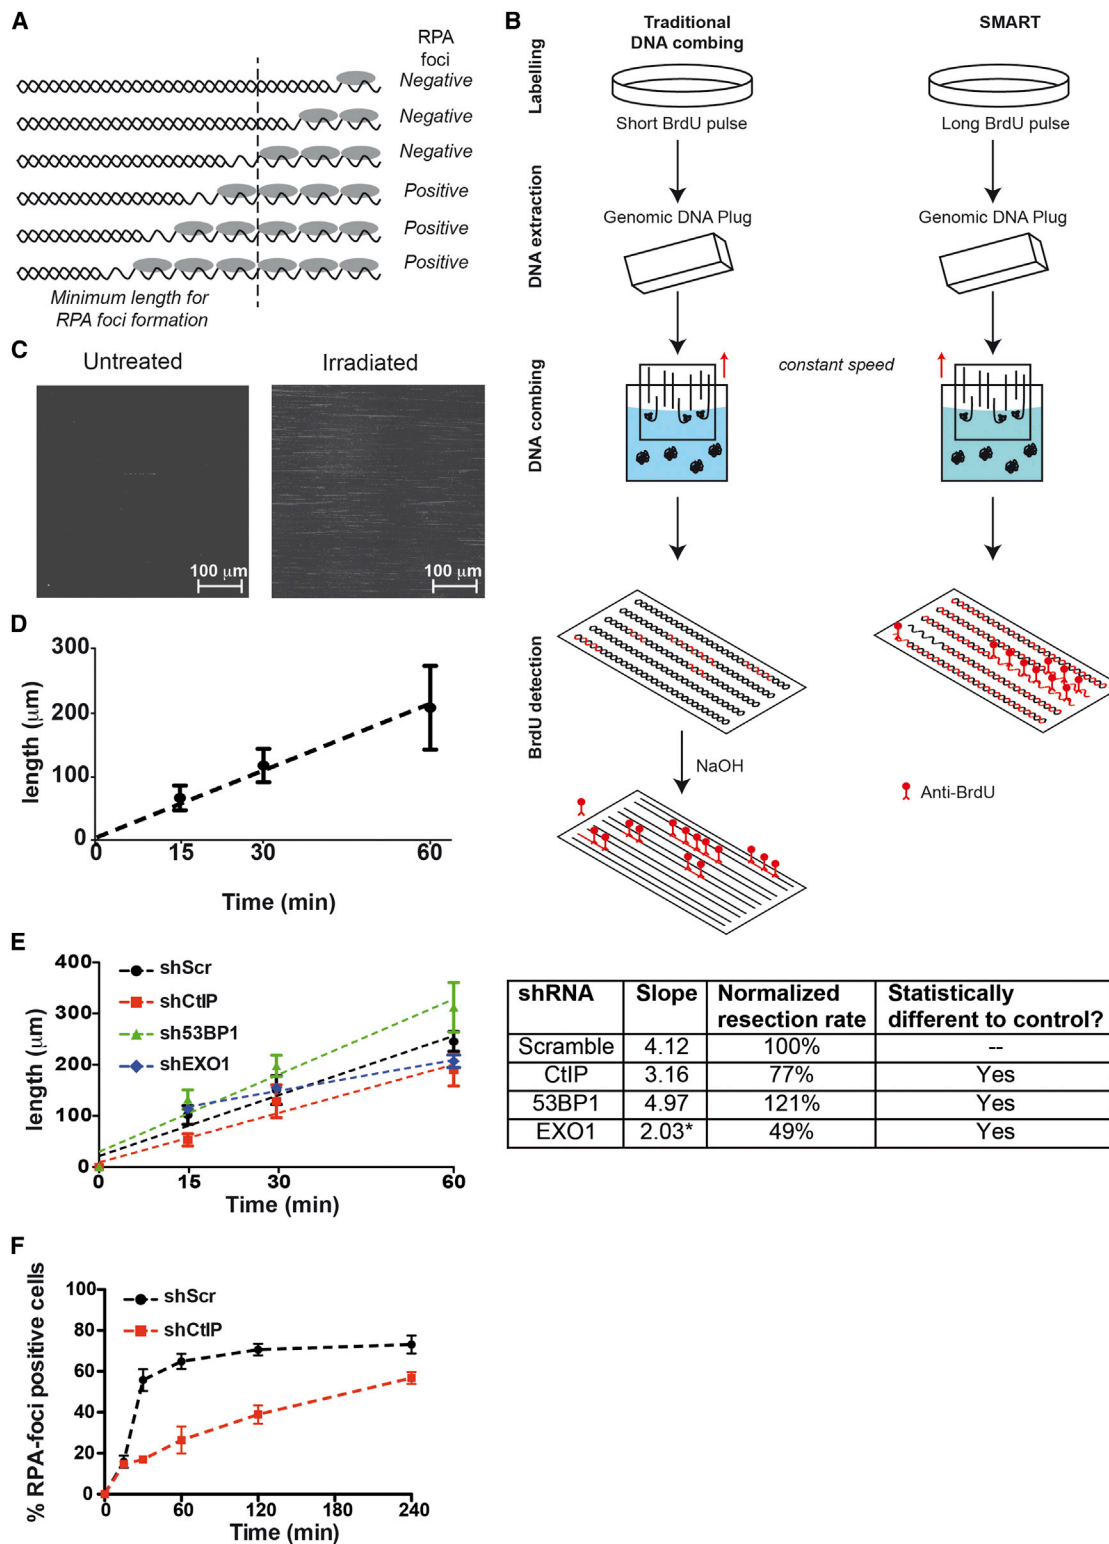 A
RPA
foci
Negative
Negative
Negative
Positive
Positive
Positive
Minimum length for
RPA foci formation
B
Traditional
DNA combing
SMART
Labelling
Short BrdU pulse
Long BrdU pulse
DNA extraction
Genomic DNA Plug
Genomic DNA Plug
DNA combing
constant speed
BrdU detection
NaOH
Anti-BrdU
C
Untreated
Irradiated
100 μm
100 μm
D
length (μm)
300
200
100
0
0 15 30 60
Time (min)
E
length (μm)
400
300
200
100
0
shScr
shCtIP
sh53BP1
shEXO1
0 15 30 60
Time (min)
shRNA Slope Normalized resection rate Statistically different to control?
Scramble 4.12 100% --
CtIP 3.16 77% Yes
53BP1 4.97 121% Yes
EXO1 2.03* 49% Yes
F
% RPA-foci positive cells
100
80
60
40
20
0
shScr
shCtIP
0 60 120 180 240
Time (min)